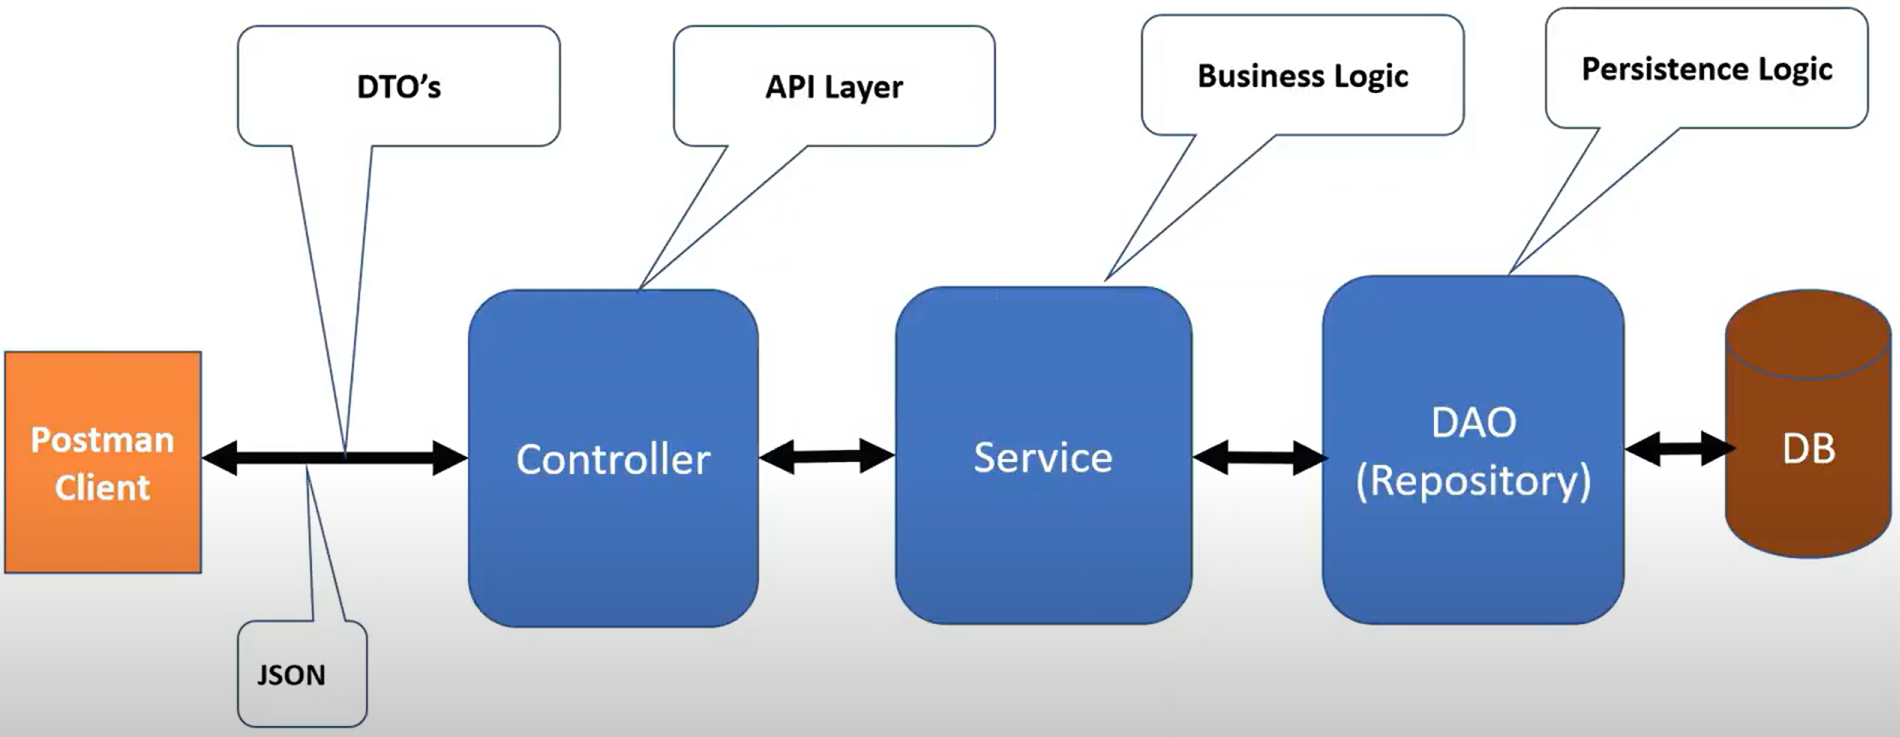 DTO’s
API Layer
Business Logic
Persistence Logic
Postman
Client
Controller
Service
DAO
(Repository)
DB
JSON